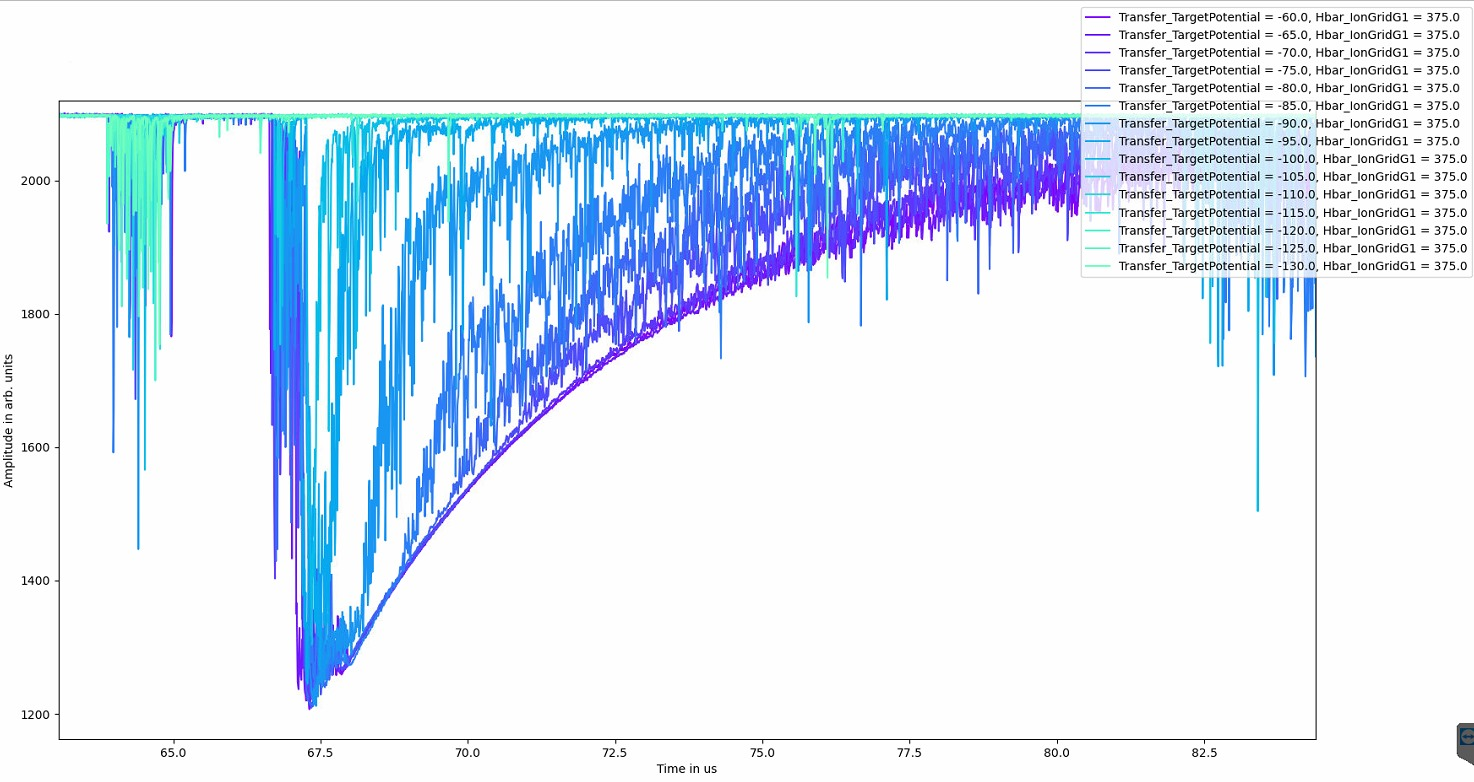 Transfer_TargetPotential = -60.0, Hbar_IonGridG1 = 375.0
Transfer_TargetPotential = -65.0, Hbar_IonGridG1 = 375.0
Transfer_TargetPotential = -70.0, Hbar_IonGridG1 = 375.0
Transfer_TargetPotential = -75.0, Hbar_IonGridG1 = 375.0
Transfer_TargetPotential = -80.0, Hbar_IonGridG1 = 375.0
Transfer_TargetPotential = -85.0, Hbar_IonGridG1 = 375.0
Transfer_TargetPotential = -90.0, Hbar_IonGridG1 = 375.0
Transfer_TargetPotential = -95.0, Hbar_IonGridG1 = 375.0
Transfer_TargetPotential = -100.0, Hbar_IonGridG1 = 375.0
Transfer_TargetPotential = -105.0, Hbar_IonGridG1 = 375.0
Transfer_TargetPotential = -110.0, Hbar_IonGridG1 = 375.0
Transfer_TargetPotential = -115.0, Hbar_IonGridG1 = 375.0
Transfer_TargetPotential = -120.0, Hbar_IonGridG1 = 375.0
Transfer_TargetPotential = -125.0, Hbar_IonGridG1 = 375.0
Transfer_TargetPotential = -130.0, Hbar_IonGridG1 = 375.0
Amplitude in arb. units
2000
1800
1600
1400
1200
65.0 67.5 70.0 72.5 75.0 77.5 80.0 82.5
Time in us